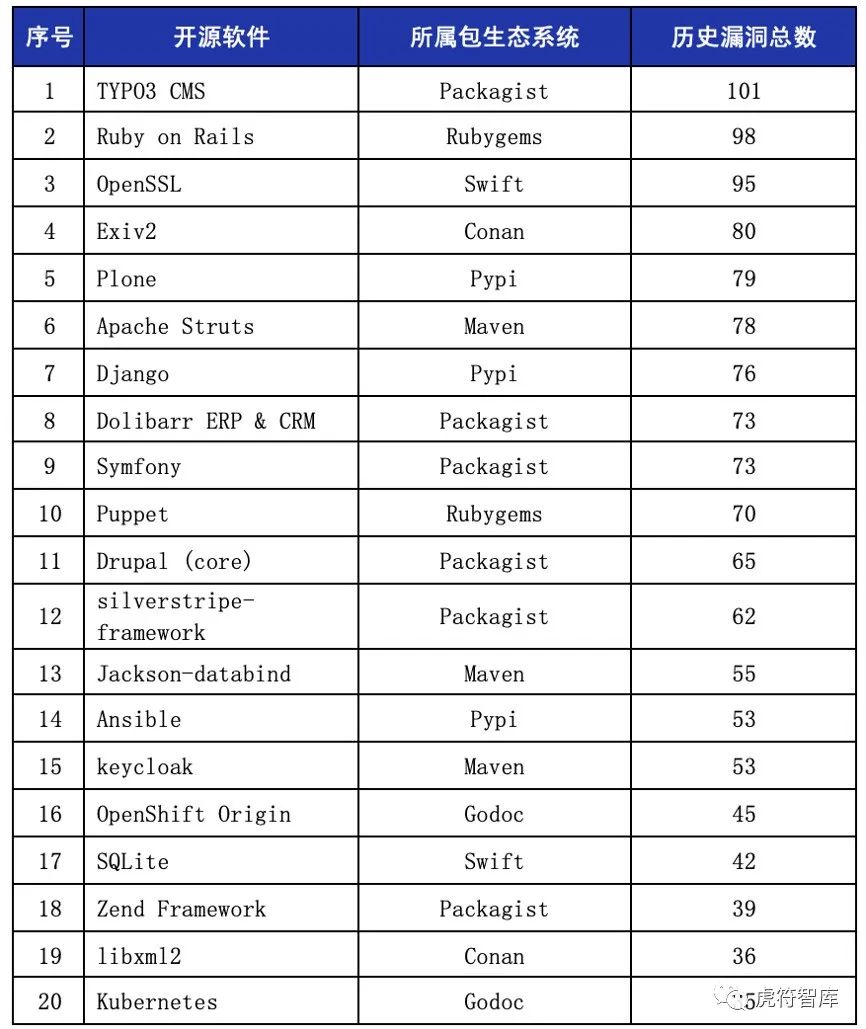 序号 开源软件 所属包生态系统 历史漏洞总数
1 TYPO3 CMS Packagist 101
2 Ruby on Rails Rubygems 98
3 OpenSSL Swift 95
4 Exiv2 Conan 80
5 Plone Pypi 79
6 Apache Struts Maven 78
7 Django Pypi 76
8 Dolibarr ERP & CRM Packagist 73
9 Symfony Packagist 73
10 Puppet Rubygems 70
11 Drupal (core) Packagist 65
12 silverstripe- Packagist 62
framework
13 Jackson-databind Maven 55
14 Ansible Pypi 53
15 keycloak Maven 53
16 OpenShift Origin Godoc 45
17 SQLite Swift 42
18 Zend Framework Packagist 39
19 libxml2 Conan 36
20 Kubernetes Godoc
虎符智库